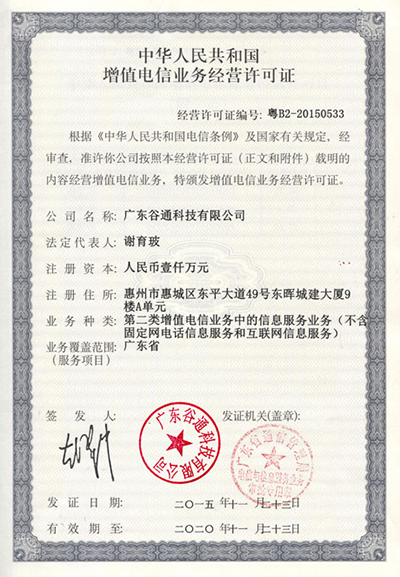 中华人民共和国
增值电信业务经营许可证
经营许可证编号: 粤B2-20150533
根据《中华人民共和国电信条例》及国家有关规定，经
审查，准许你公司按照本经营许可证（正文和附件）载明的
内容经营增值电信业务，特颁发增值电信业务经营许可证。
公司名称: 广东谷通科技有限公司
法定代表人: 谢育玻
注册资本: 人民币壹仟万元
注册住所: 惠州市惠城区东平大道49号东晖城建大厦9
楼A单元
业务种类: 第二类增值电信业务中的信息服务业务（不含
固定网电话信息服务和互联网信息服务）
业务覆盖范围: 广东省
（服务项目）
签发人:
发证机关(盖章):
广东谷通科技有限公司
发证日期: 二〇一五年十一月二十三日
有效期至: 二〇二〇年十一月二十三日